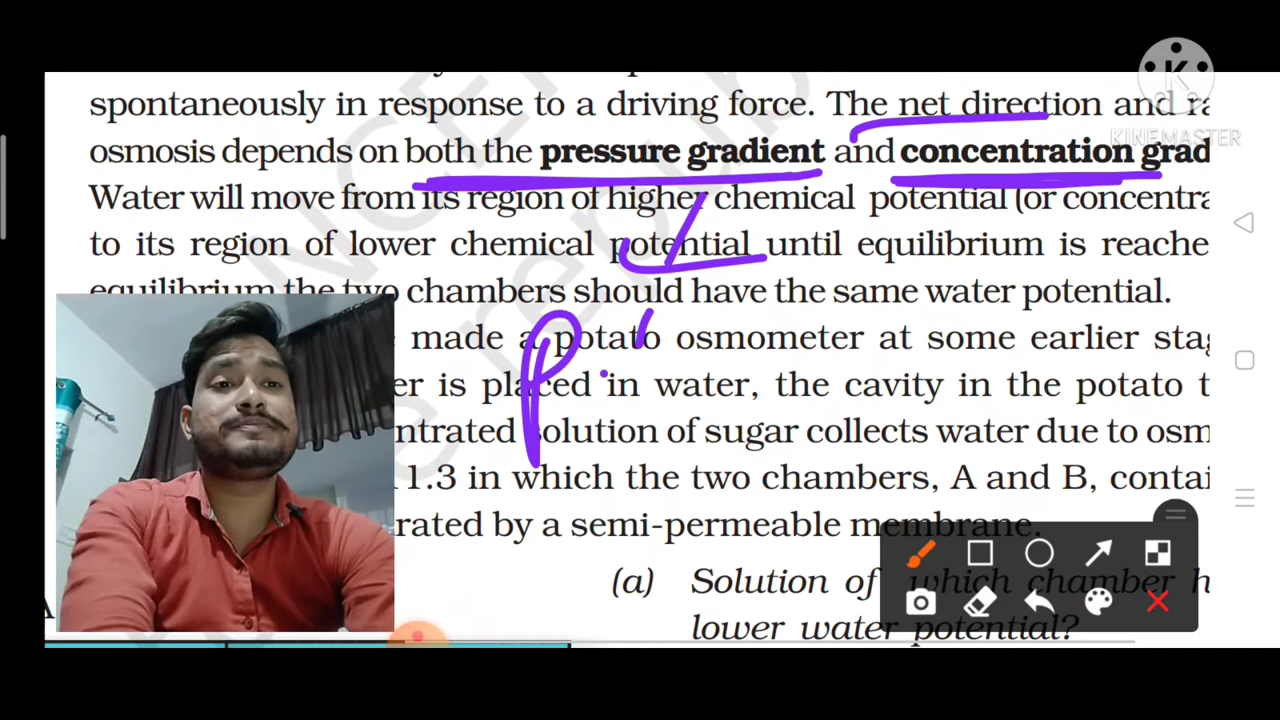 KINEMASTER
spontaneously in response to a driving force. The net direction and
osmosis depends on both the pressure gradient and concentration grad
Water will move from its region of higher chemical potential (or concentra
to its region of lower chemical potential until equilibrium is reache
equilibrium the two chambers should have the same water potential.
made a potato osmometer at some earlier stag
er is placed in water, the cavity in the potato t
ntrated solution of sugar collects water due to osm
11.3 in which the two chambers, A and B, contai
rated by a semi-permeable membrane.
(a) Solution of which chamber h
lower water potential?
P